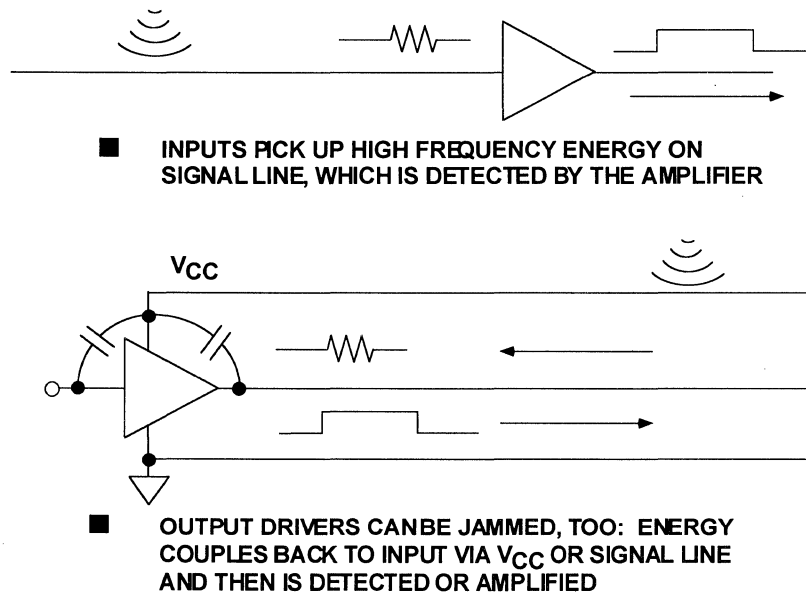 ■ INPUTS PICK UP HIGH FREQUENCY ENERGY ON
SIGNAL LINE, WHICH IS DETECTED BY THE AMPLIFIER
VCC
■ OUTPUT DRIVERS CAN BE JAMMED, TOO: ENERGY
COUPLES BACK TO INPUT VIA VCC OR SIGNAL LINE
AND THEN IS DETECTED OR AMPLIFIED